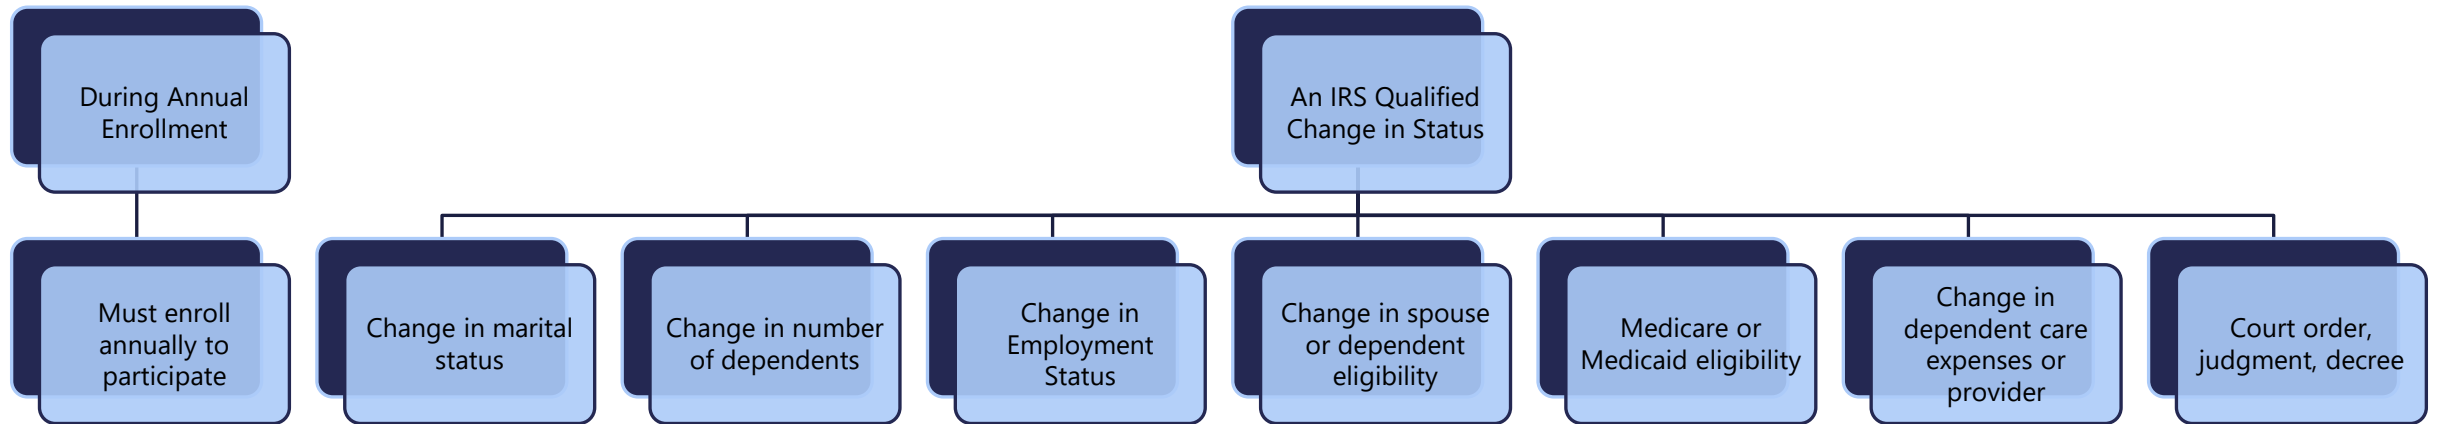 During Annual
Enrollment
An IRS Qualified
Change in Status
Must enroll
annually to
participate
Change in marital
status
Change in number
of dependents
Change in
Employment
Status
Change in spouse
or dependent
eligibility
Medicare or
Medicaid eligibility
Change in
dependent care
expenses or
provider
Court order,
judgment, decree